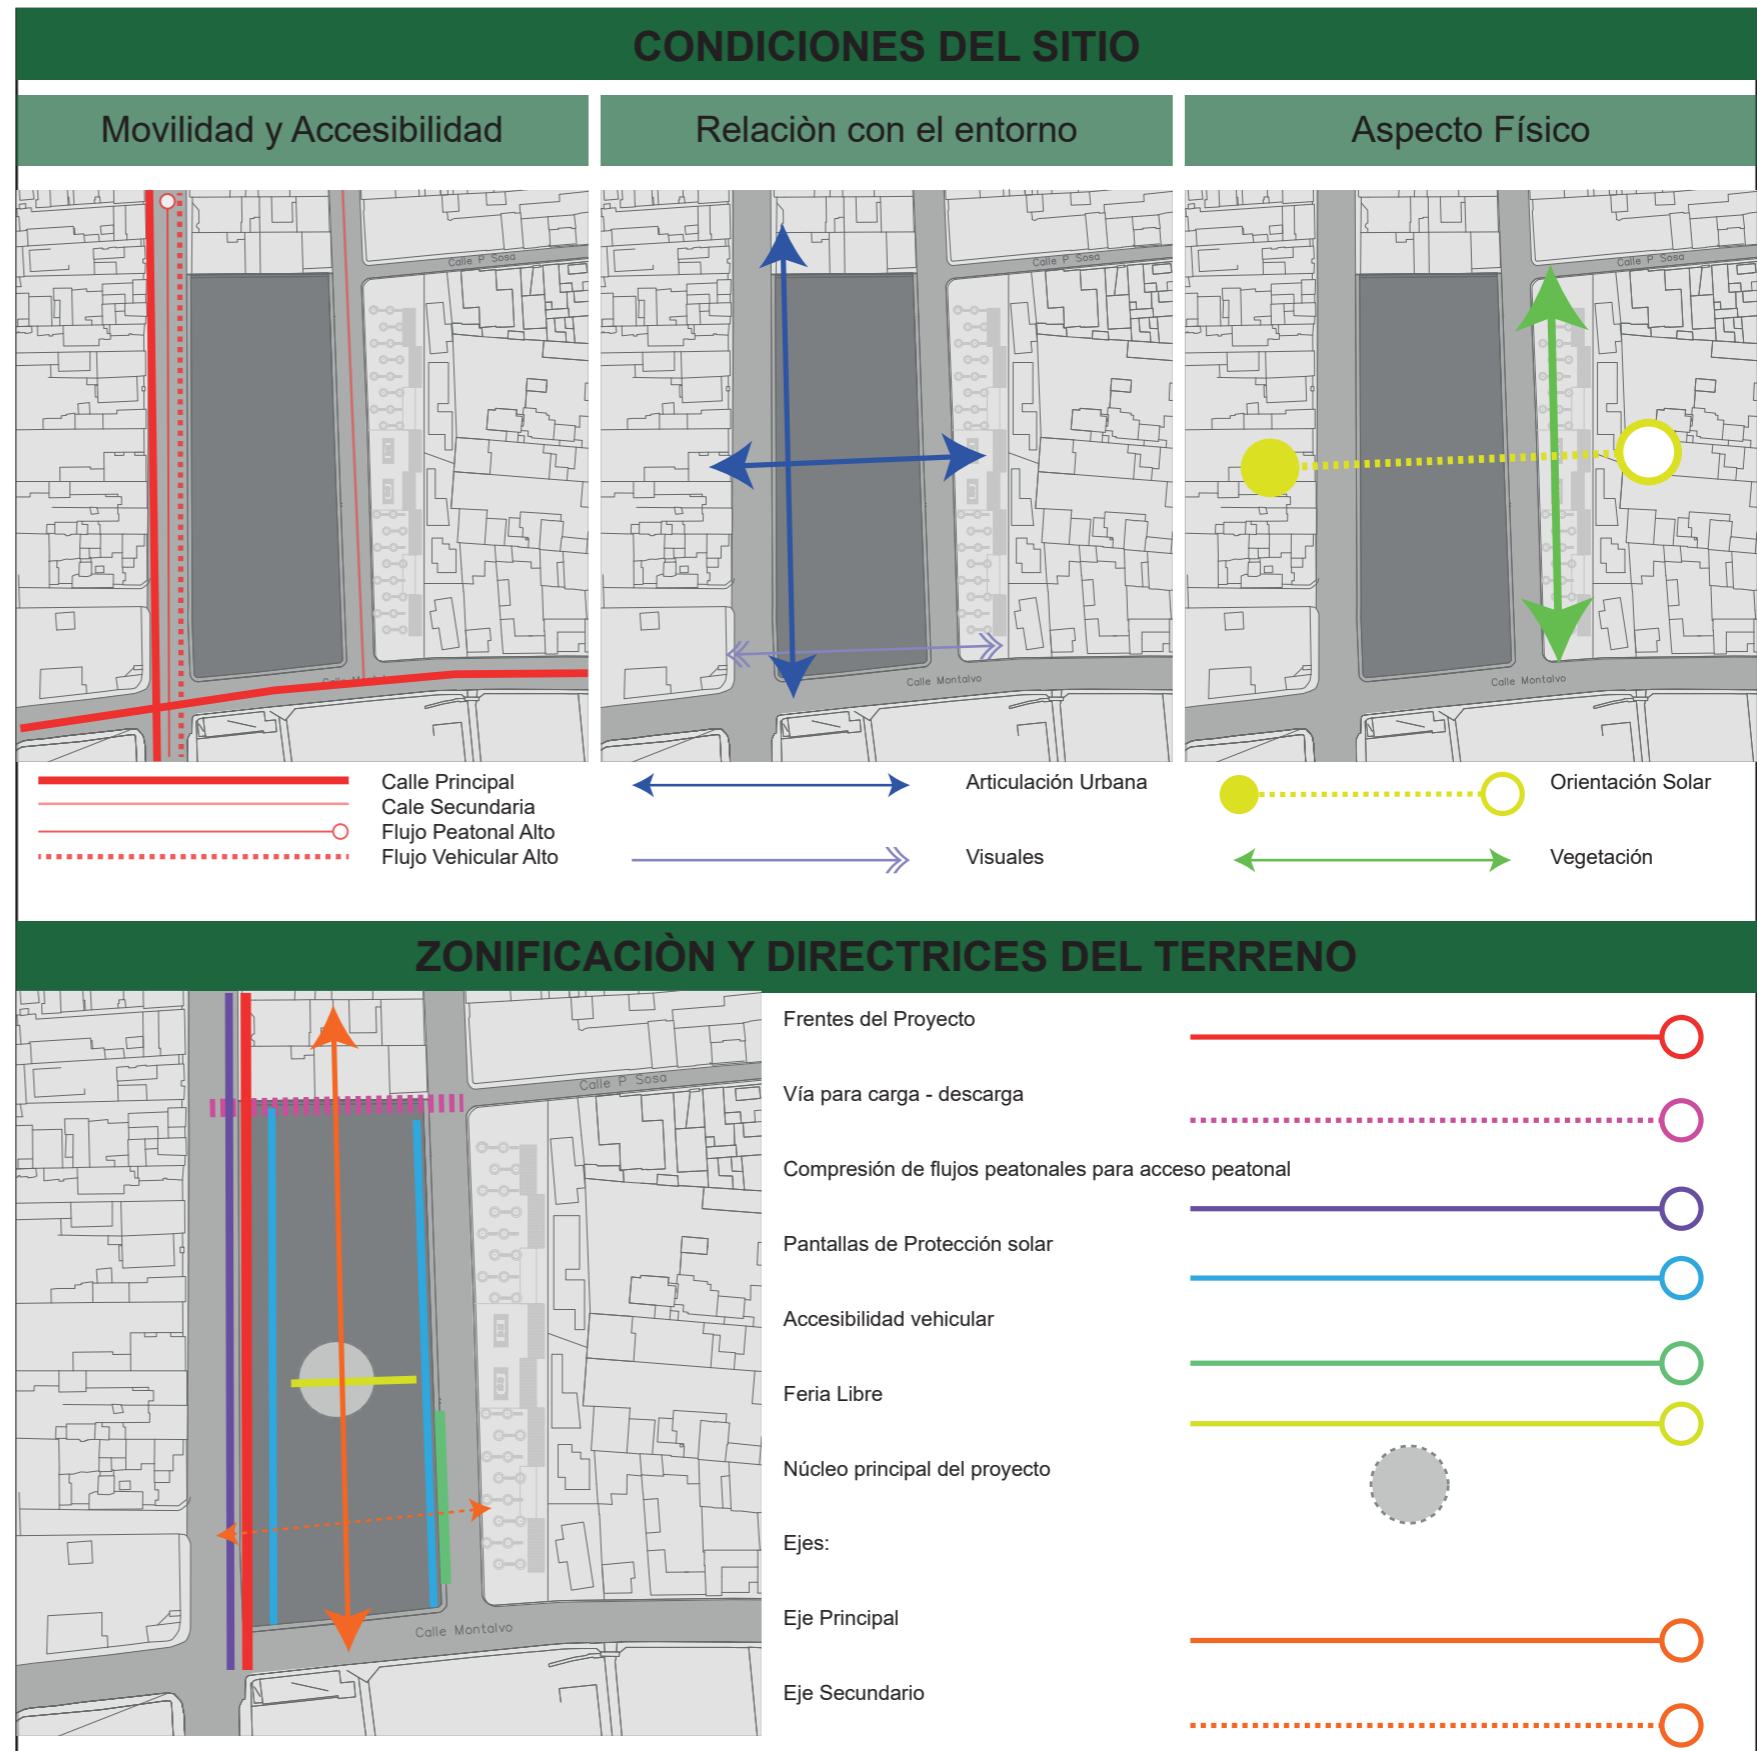 CONDICIONES DEL SITIO
Movilidad y Accesibilidad
Relaciòn con el entorno
Aspecto Físico
Calle P Sosa
Calle P Sosa
Calle P Sosa
Calle Montalvo
Calle Montalvo
Calle Montalvo
Calle Principal
Cale Secundaria
Flujo Peatonal Alto
Flujo Vehicular Alto
Articulación Urbana
Visuales
Orientación Solar
Vegetación
ZONIFICACIÒN Y DIRECTRICES DEL TERRENO
Calle P Sosa
Calle Montalvo
Frentes del Proyecto
Vía para carga - descarga
Compresión de flujos peatonales para acceso peatonal
Pantallas de Protección solar
Accesibilidad vehicular
Feria Libre
Núcleo principal del proyecto
Ejes:
Eje Principal
Eje Secundario